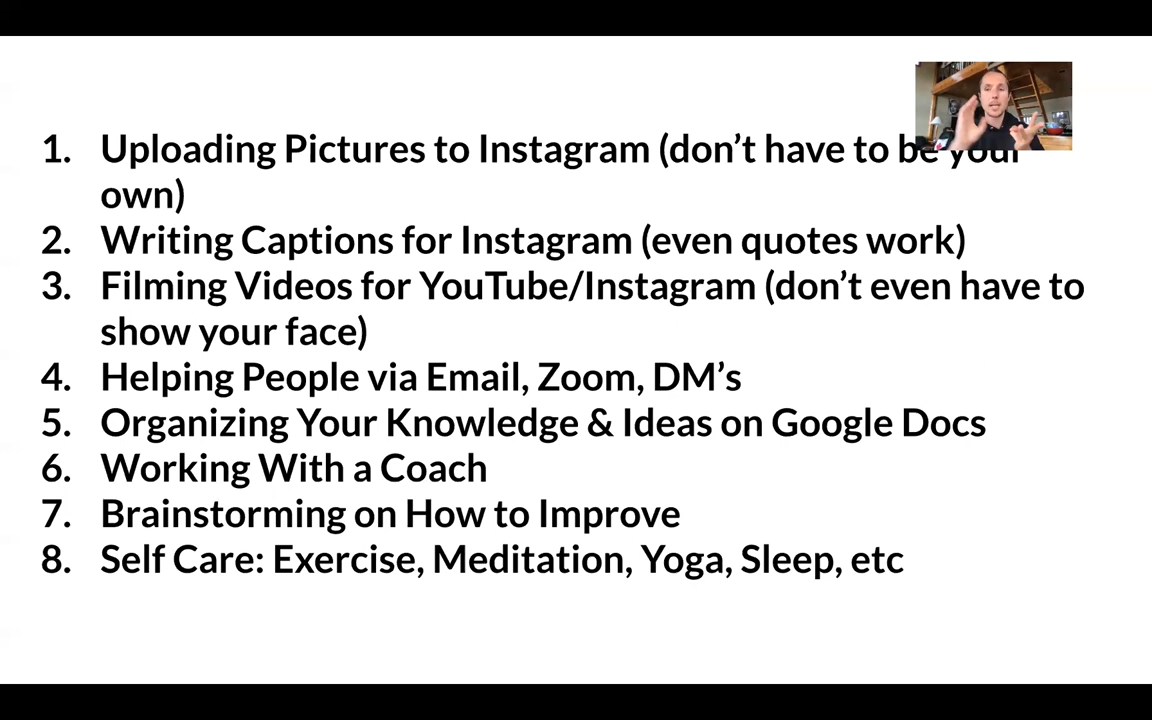 1. Uploading Pictures to Instagram (don’t have to be your
own)
2. Writing Captions for Instagram (even quotes work)
3. Filming Videos for YouTube/Instagram (don’t even have to
show your face)
4. Helping People via Email, Zoom, DM’s
5. Organizing Your Knowledge & Ideas on Google Docs
6. Working With a Coach
7. Brainstorming on How to Improve
8. Self Care: Exercise, Meditation, Yoga, Sleep, etc